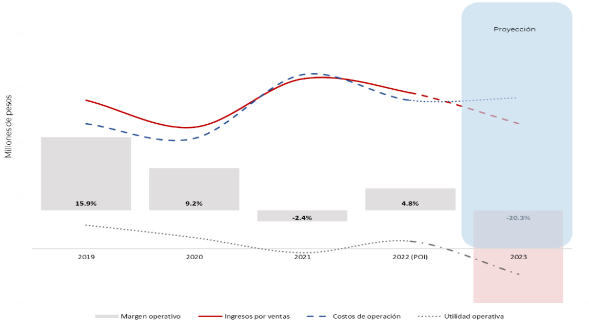 Proyección
Millones de pesos
15.9%
9.2%
-2.4%
4.8%
-20.3%
2019
2020
2021
2022 (POI)
2023
Margen operativo
Ingresos por ventas
Costos de operación
Utilidad operativa